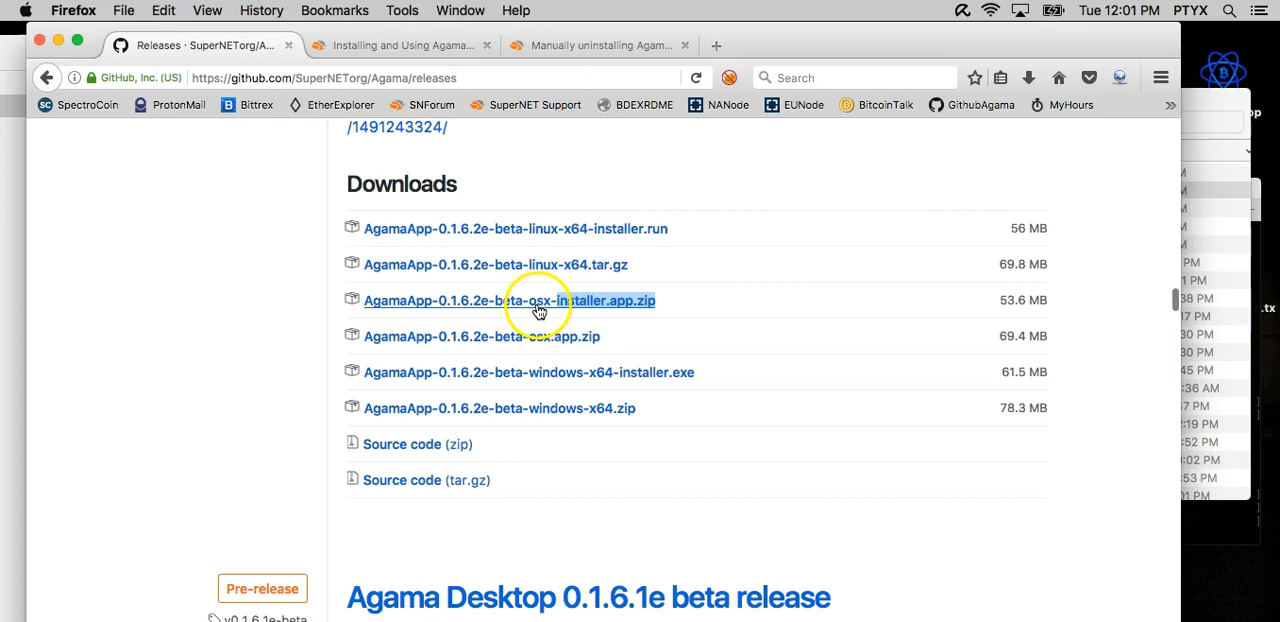 Firefox File Edit View History Bookmarks Tools Window Help Tue 12:01 PM PTYX
Releases · SuperNETorg/A... × Installing and Using Agama... × Manually uninstalling Agam... × +
GitHub, Inc. (US) https://github.com/SuperNETorg/Agama/releases Search
SpectroCoin ProtonMail Bittrex EtherExplorer SNForum SuperNET Support BDEXRDME NANode EUNode BitcoinTalk GithubAgama MyHours »
/1491243324/
Downloads
AgamaApp-0.1.6.2e-beta-linux-x64-installer.run 56 MB
AgamaApp-0.1.6.2e-beta-linux-x64.tar.gz 69.8 MB
AgamaApp-0.1.6.2e-beta-osx-installer.app.zip 53.6 MB
AgamaApp-0.1.6.2e-beta-osx.app.zip 69.4 MB
AgamaApp-0.1.6.2e-beta-windows-x64-installer.exe 61.5 MB
AgamaApp-0.1.6.2e-beta-windows-x64.zip 78.3 MB
Source code (zip)
Source code (tar.gz)
Pre-release
Agama Desktop 0.1.6.1e beta release
v0.1.6.1e-beta